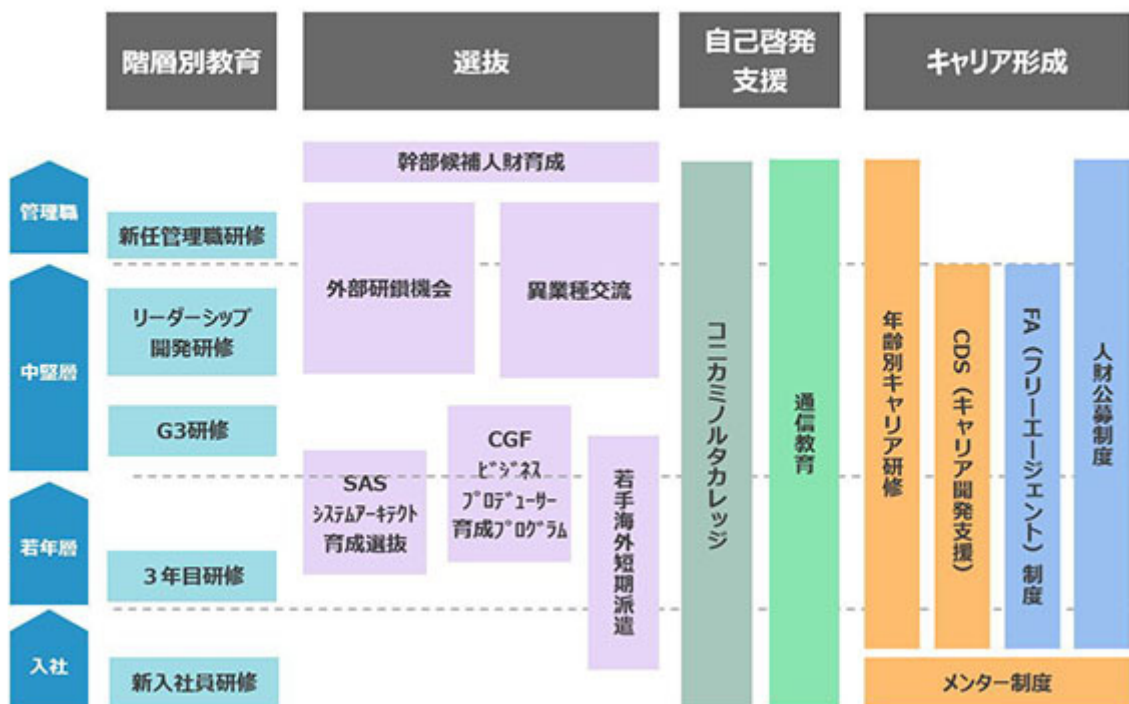 階層別教育
選抜
自己啓発
支援
キャリア形成
管理職
中堅層
若年層
入社
新任管理職研修
リーダーシップ
開発研修
G3研修
3年目研修
新入社員研修
幹部候補人財育成
外部研鎖機会
異業種交流
SAS
ｼｽﾃﾑｱｰｷﾃｸﾄ
育成選抜
CGF
ﾋﾞｼﾞﾈｽ
ﾌﾟﾛﾃﾞｭｰｻｰ
育成ﾌﾟﾛｸﾞﾗﾑ
若手海外短期派遣
コニカミノルタカレッジ
通信教育
年齢別キャリア研修
CDS（キャリア開発支援）
FA（フリーエージェント）制度
人財公募制度
メンター制度